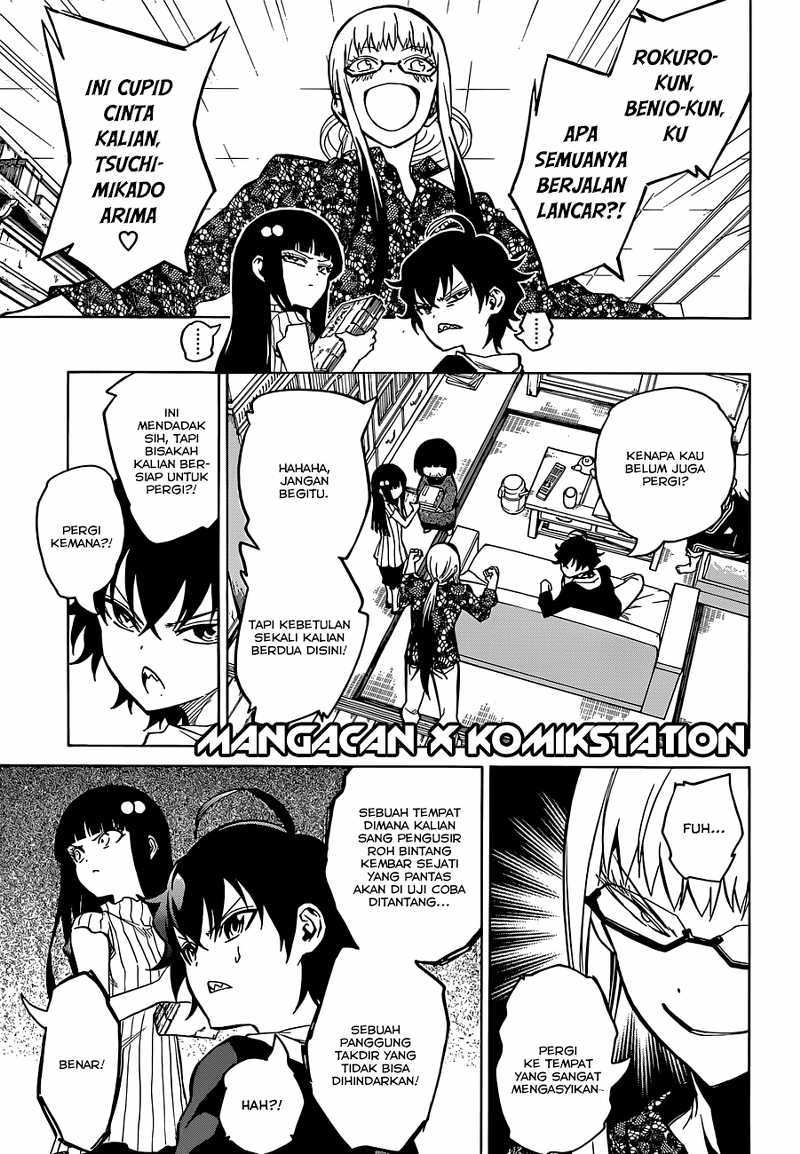 ROKURO-
KUN,
BENIO-KUN,
KU
APA
SEMUANYA
BERJALAN
LANCAR?!
INI CUPID
CINTA
KALIAN,
TSUCHI-
MIKADO
ARIMA
♡
......
......
KENAPA KAU
BELUM JUGA
PERGI?
HAHAHA,
JANGAN
BEGITU.
TAPI KEBETULAN
SEKALI KALIAN
BERDUA DISINI!
INI
MENDADAK
SIH, TAPI
BISAKAH
KALIAN BER-
SIAP UNTUK
PERGI?
PERGI
KEMANA?!
MANGACAN X KOMIKSTATION
FUH...
PERGI
KE TEMPAT
YANG SANGAT
MENGASYIKAN~
SEBUAH TEMPAT
DIMANA KALIAN
SANG PENGUSIR
ROH BINTANG
KEMBAR SEJATI
YANG PANTAS
AKAN DI UJI COBA
DITANTANG...
SEBUAH
PANGGUNG
TAKDIR YANG
TIDAK BISA
DIHINDARKAN!
HAH?!
BENAR!